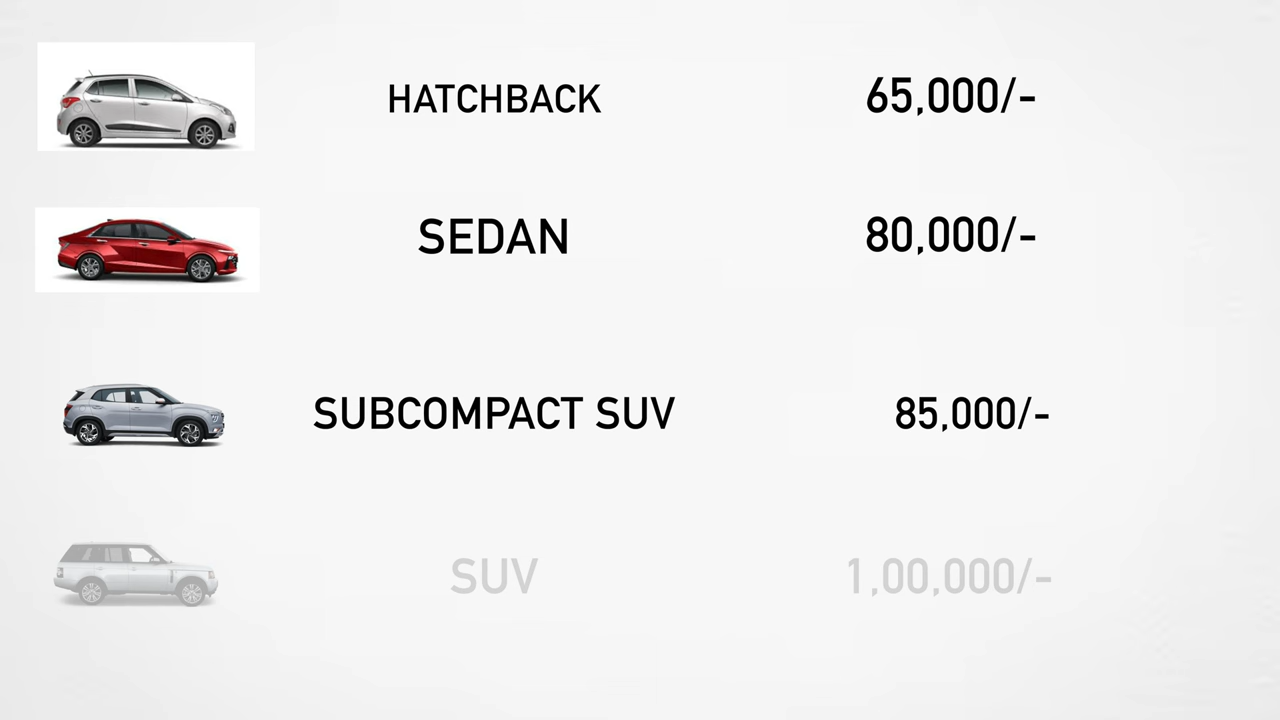 HATCHBACK 65,000/-
SEDAN 80,000/-
SUBCOMPACT SUV 85,000/-
SUV 1,00,000/-